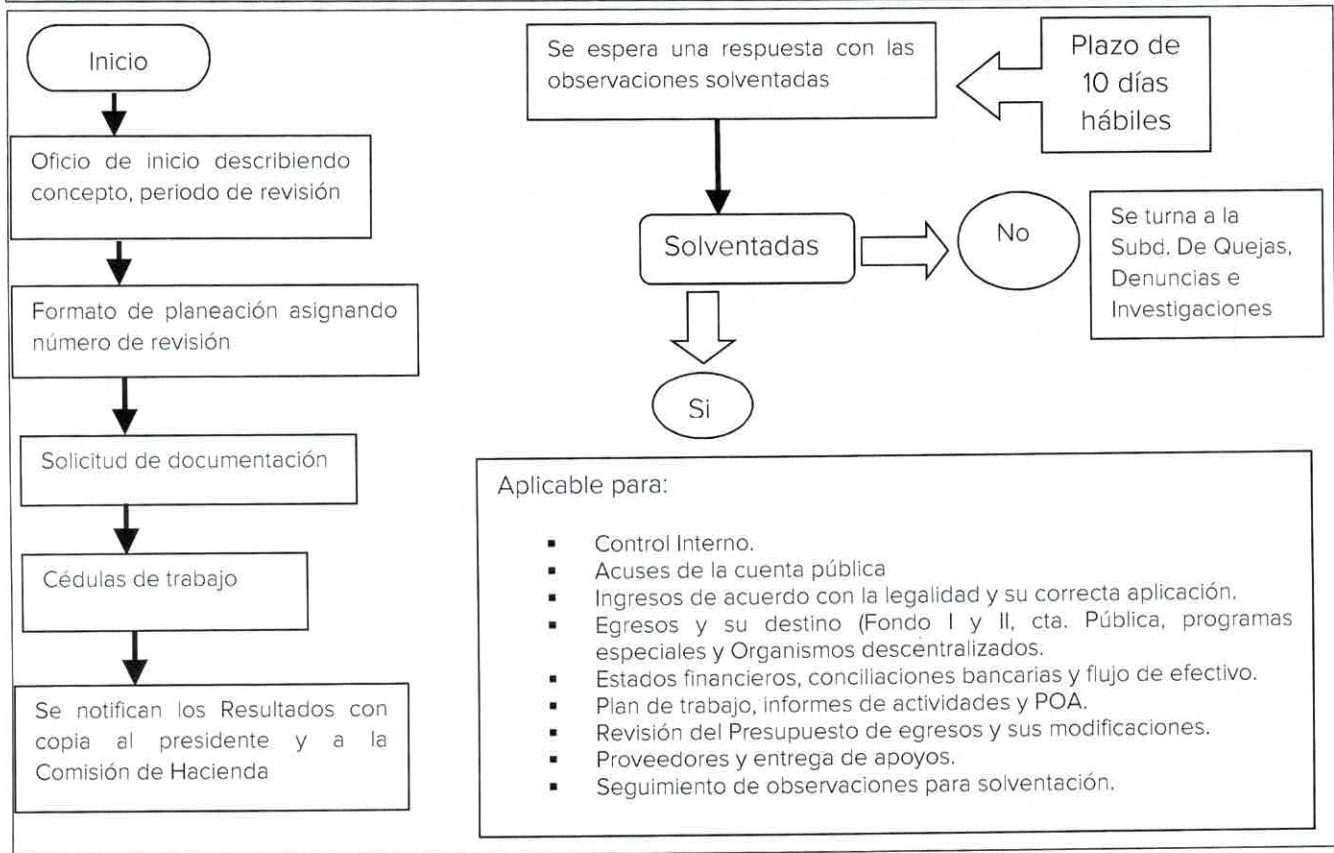 Inicio
Oficio de inicio describiendo
concepto, periodo de revisión
Formato de planeación asignando
número de revisión
Solicitud de documentación
Cédulas de trabajo
Se notifican los Resultados con
copia al presidente y a la
Comisión de Hacienda
Se espera una respuesta con las
observaciones solventadas
Plazo de
10 días
hábiles
Solventadas
No
Se turna a la
Subd. De Quejas,
Denuncias e
Investigaciones
Si
Aplicable para:
▪ Control Interno.
▪ Acuses de la cuenta pública
▪ Ingresos de acuerdo con la legalidad y su correcta aplicación.
▪ Egresos y su destino (Fondo I y II, cta. Pública, programas
especiales y Organismos descentralizados.
▪ Estados financieros, conciliaciones bancarias y flujo de efectivo.
▪ Plan de trabajo, informes de actividades y POA.
▪ Revisión del Presupuesto de egresos y sus modificaciones.
▪ Proveedores y entrega de apoyos.
▪ Seguimiento de observaciones para solventación.